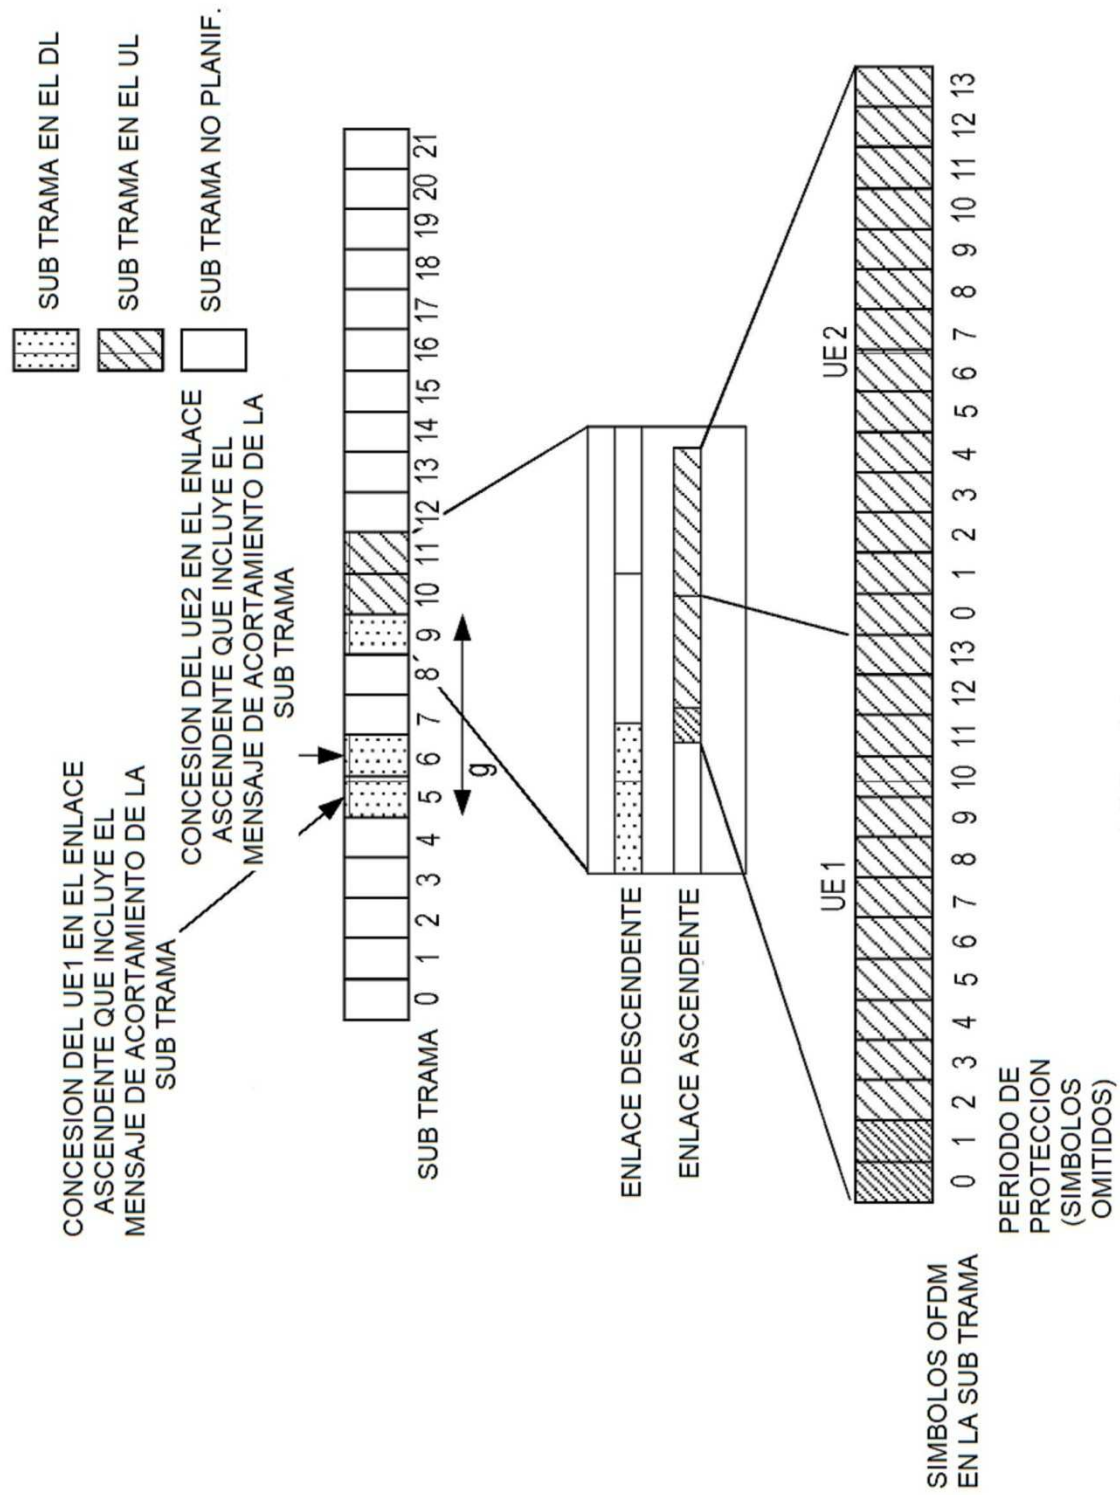 SUB TRAMA EN EL DL
SUB TRAMA EN EL UL
SUB TRAMA NO PLANIF.
CONCESION DEL UE1 EN EL ENLACE
ASCENDENTE QUE INCLUYE EL
MENSAJE DE ACORTAMIENTO DE LA
SUB TRAMA
CONCESION DEL UE2 EN EL ENLACE
ASCENDENTE QUE INCLUYE EL
MENSAJE DE ACORTAMIENTO DE LA
SUB TRAMA
SUB TRAMA
0 1 2 3 4 5 6 7 8 9 10 11 12 13 14 15 16 17 18 19 20 21
g
ENLACE DESCENDENTE
ENLACE ASCENDENTE
UE 1
UE 2
0 1 2 3 4 5 6 7 8 9 10 11 12 13 0 1 2 3 4 5 6 7 8 9 10 11 12 13
SIMBOLOS OFDM
EN LA SUB TRAMA
PERIODO DE
PROTECCION
(SIMBOLOS
OMITIDOS)